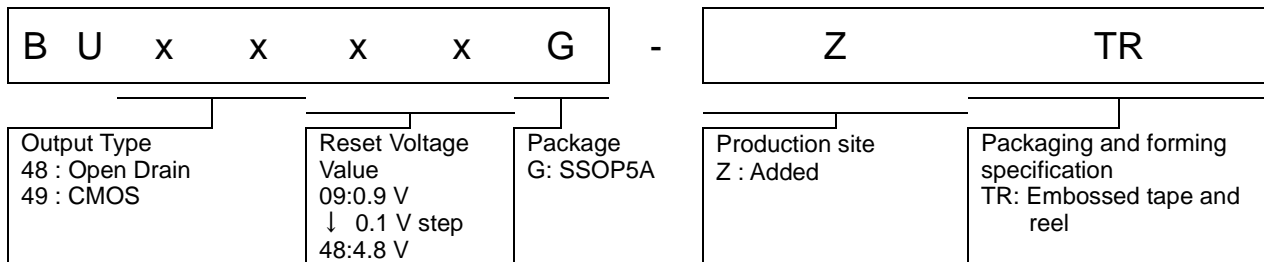 B U x x x x G - Z TR
Output Type
48 : Open Drain
49 : CMOS
Reset Voltage
Value
09:0.9 V
↓ 0.1 V step
48:4.8 V
Package
G: SSOP5A
Production site
Z : Added
Packaging and forming
specification
TR: Embossed tape and
reel